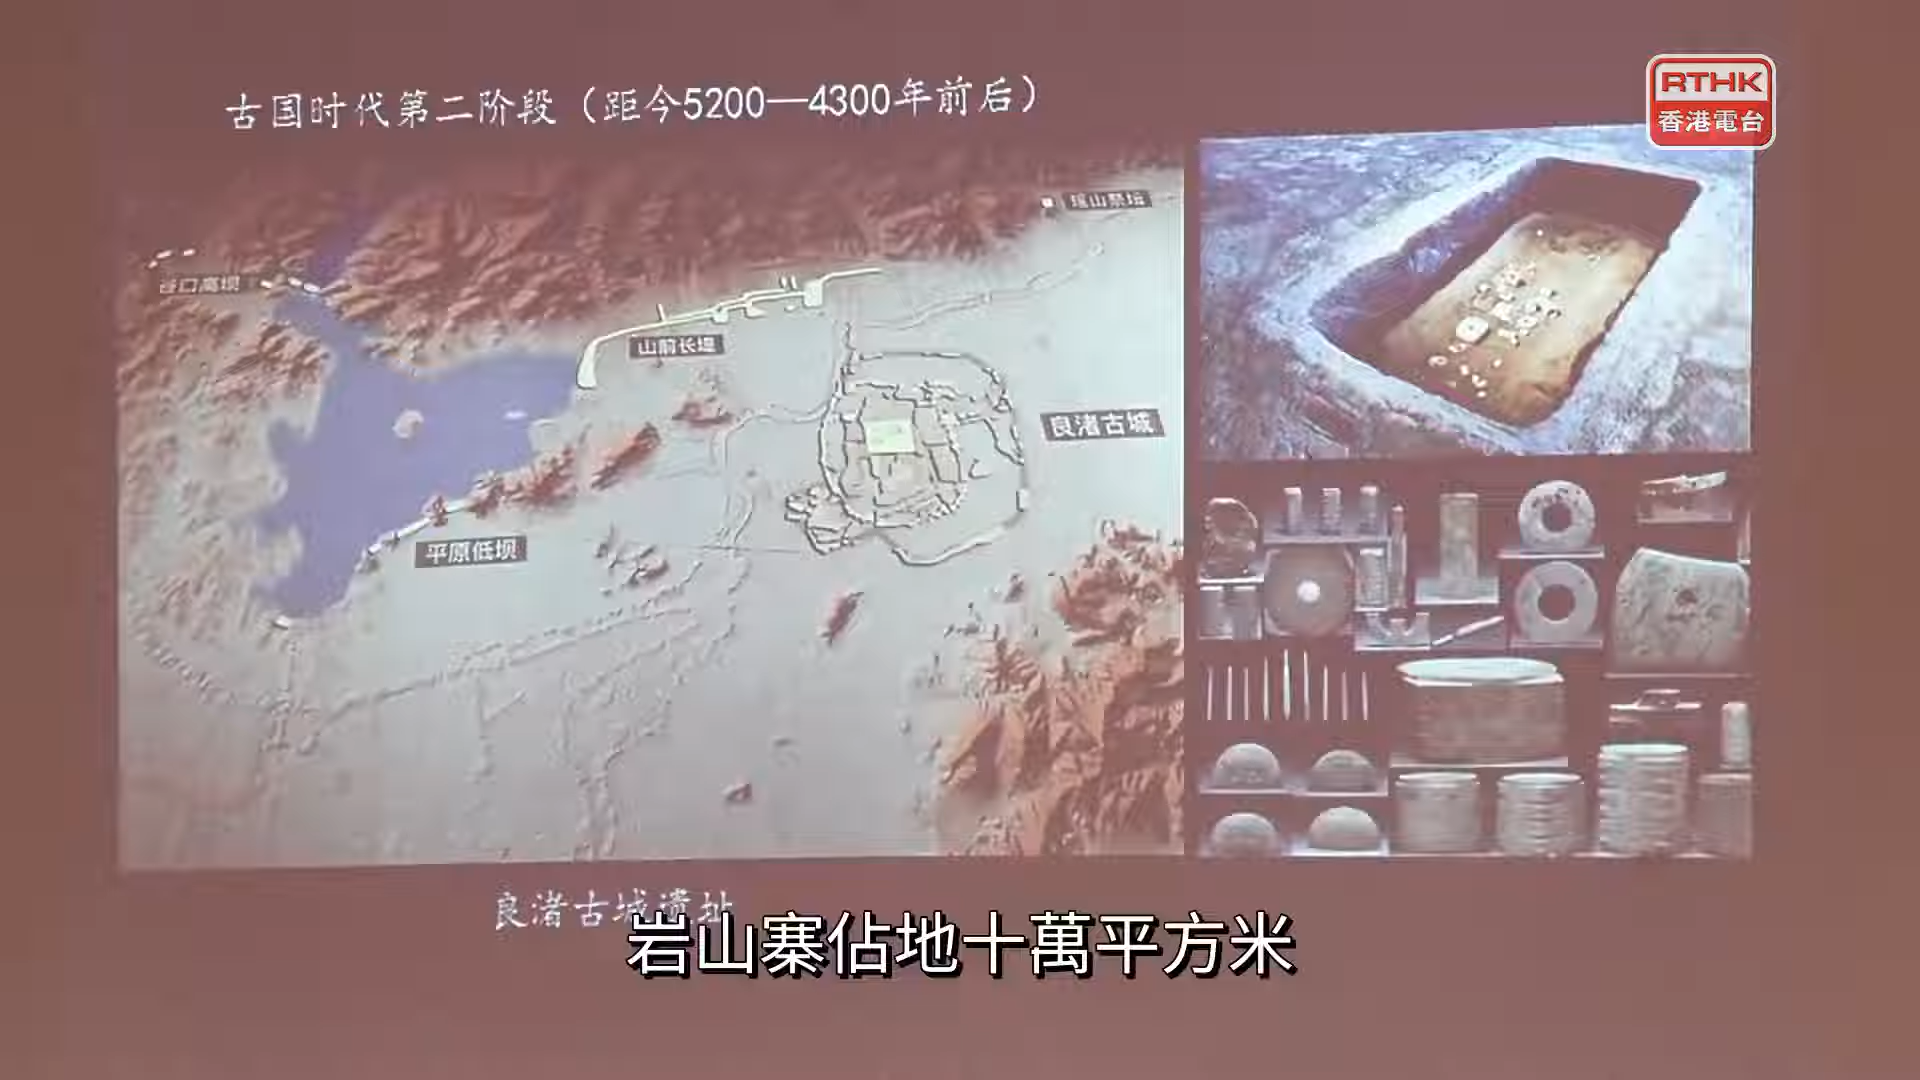 古国时代第二阶段（距今5200—4300年前后）
RTHK
香港電台
瑶山祭坛
谷口高坝
山前长堤
良渚古城
平原低坝
良渚古城遗址
岩山寨佔地十萬平方米